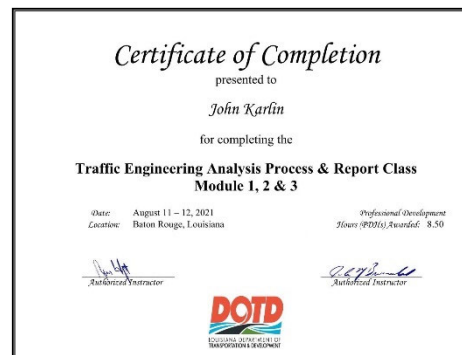 Certificate of Completion
presented to
John Karlin
for completing the
Traffic Engineering Analysis Process & Report Class
Module 1, 2 & 3
Date: August 11 – 12, 2021
Location: Baton Rouge, Louisiana
Professional Development
Hours (PDHs) Awarded: 8.50
Authorized Instructor
Authorized Instructor
DOTD
LOUISIANA DEPARTMENT OF
TRANSPORTATION & DEVELOPMENT